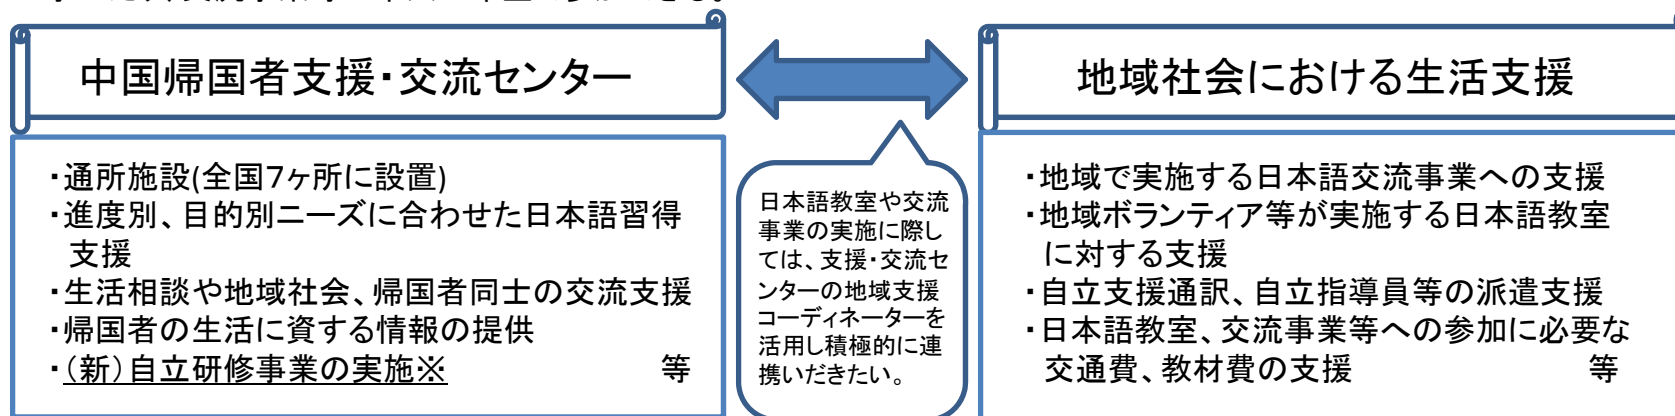 中国帰国者支援・交流センター
・通所施設(全国7ヶ所に設置)
・進度別、目的別ニーズに合わせた日本語習得
支援
・生活相談や地域社会、帰国者同士の交流支援
・帰国者の生活に資する情報の提供
・(新)自立研修事業の実施※ 等
日本語教室や交流
事業の実施に際し
ては、支援・交流セ
ンターの地域支援
コーディネーターを
活用し積極的に連
携いだきたい。
地域社会における生活支援
・地域で実施する日本語交流事業への支援
・地域ボランティア等が実施する日本語教室
に対する支援
・自立支援通訳、自立指導員等の派遣支援
・日本語教室、交流事業等への参加に必要な
交通費、教材費の支援 等